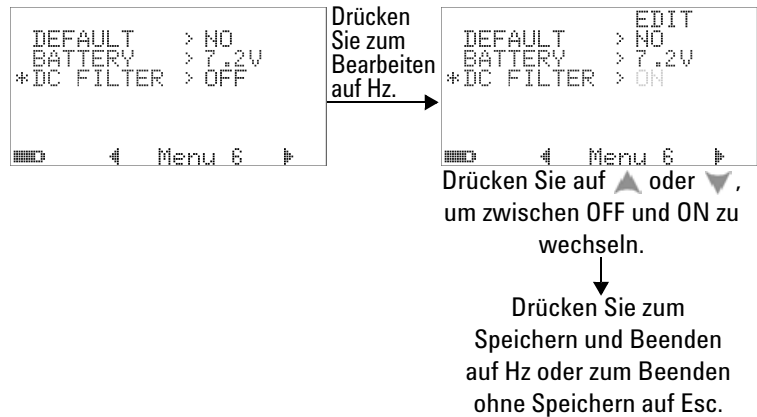 DEFAULT > NO
BATTERY > 7.2V
*DC FILTER > OFF
Menu 6
Drücken
Sie zum
Bearbeiten
auf Hz.
EDIT
DEFAULT > NO
BATTERY > 7.2V
*DC FILTER > ON
Menu 6
Drücken Sie auf oder ,
um zwischen OFF und ON zu
wechseln.
Drücken Sie zum
Speichern und Beenden
auf Hz oder zum Beenden
ohne Speichern auf Esc.